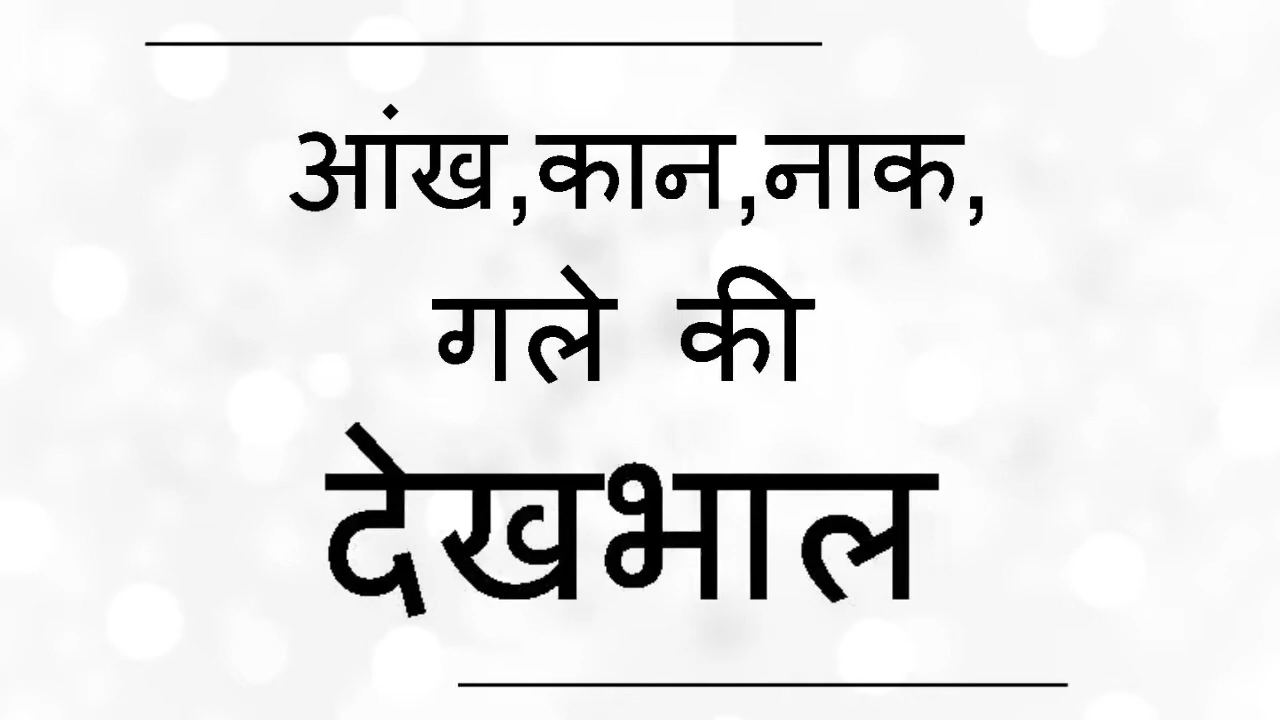 आंख,कान,नाक,
गले की
देखभाल